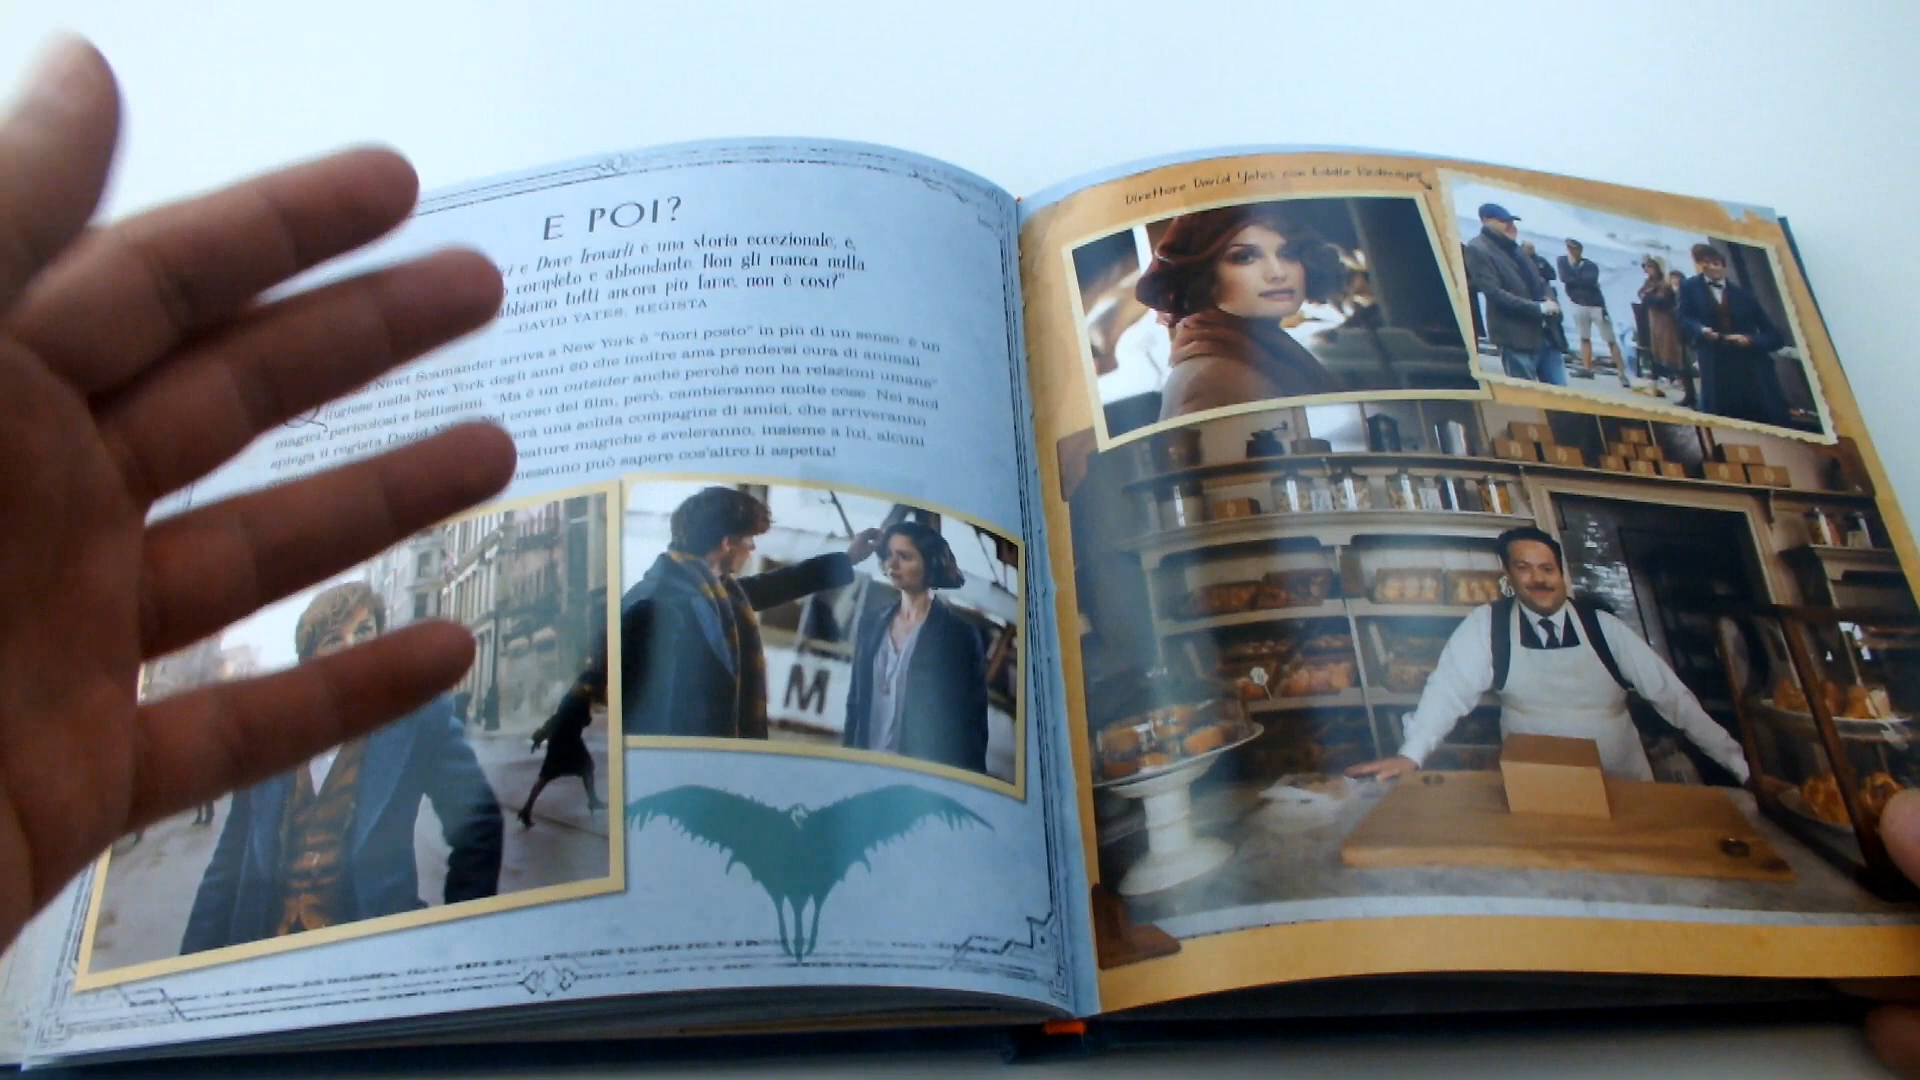 E POI?
e Dove Trovarli è una storia eccezionale, è,
completo e abbondante. Non gli manca nulla
abbiamo tutti ancora più fame, non è così?"
—DAVID YATES, REGISTA
Newt Scamander arriva a New York è "fuori posto" in più di un senso: è un
inglese nella New York degli anni 20 che inoltre ama prendersi cura di animali
magici, pericolosi e bellissimi. "Ma è un outsider anche perché non ha relazioni umane"
spiega il regista David Nel corso del film, però, cambieranno molte cose. Nei suoi
una solida compagine di amici, che arriveranno
creature magiche e sveleranno, insieme a lui, alcuni
nessuno può sapere cos'altro li aspetta!
M
Direttore David Yates con Eddie Redmayne